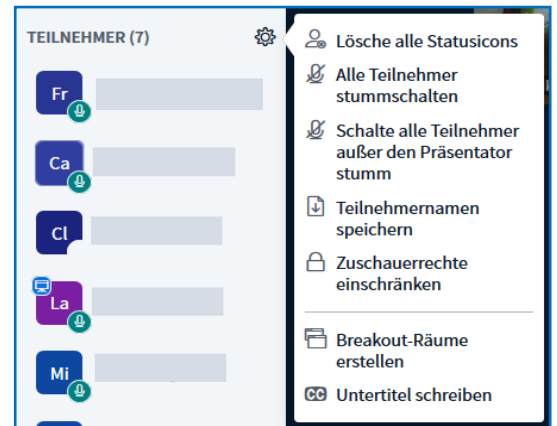 TEILNEHMER (7)
Fr
Ca
Cl
La
Mi
Lösche alle Statusicons
Alle Teilnehmer
stummschalten
Schalte alle Teilnehmer
außer den Präsentator
stumm
Teilnehmernamen
speichern
Zuschauerrechte
einschränken
Breakout-Räume
erstellen
CC Untertitel schreiben